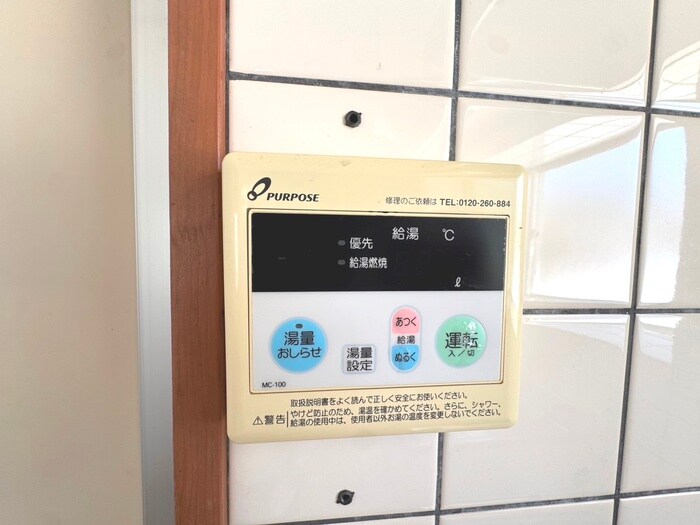 PURPOSE
修理のご依頼は TEL:0120-260-884
給湯 ℃
優先
給湯燃焼
ℓ
湯量
おしらせ
湯量
設定
あつく
給湯
ぬるく
運転
入／切
MC-100
取扱説明書をよく読んで正しく安全にお使いください。
⚠警告
やけど防止のため、湯温を確かめてください。さらに、シャワー、
給湯の使用中は、使用者以外お湯の温度を変更しないでください。